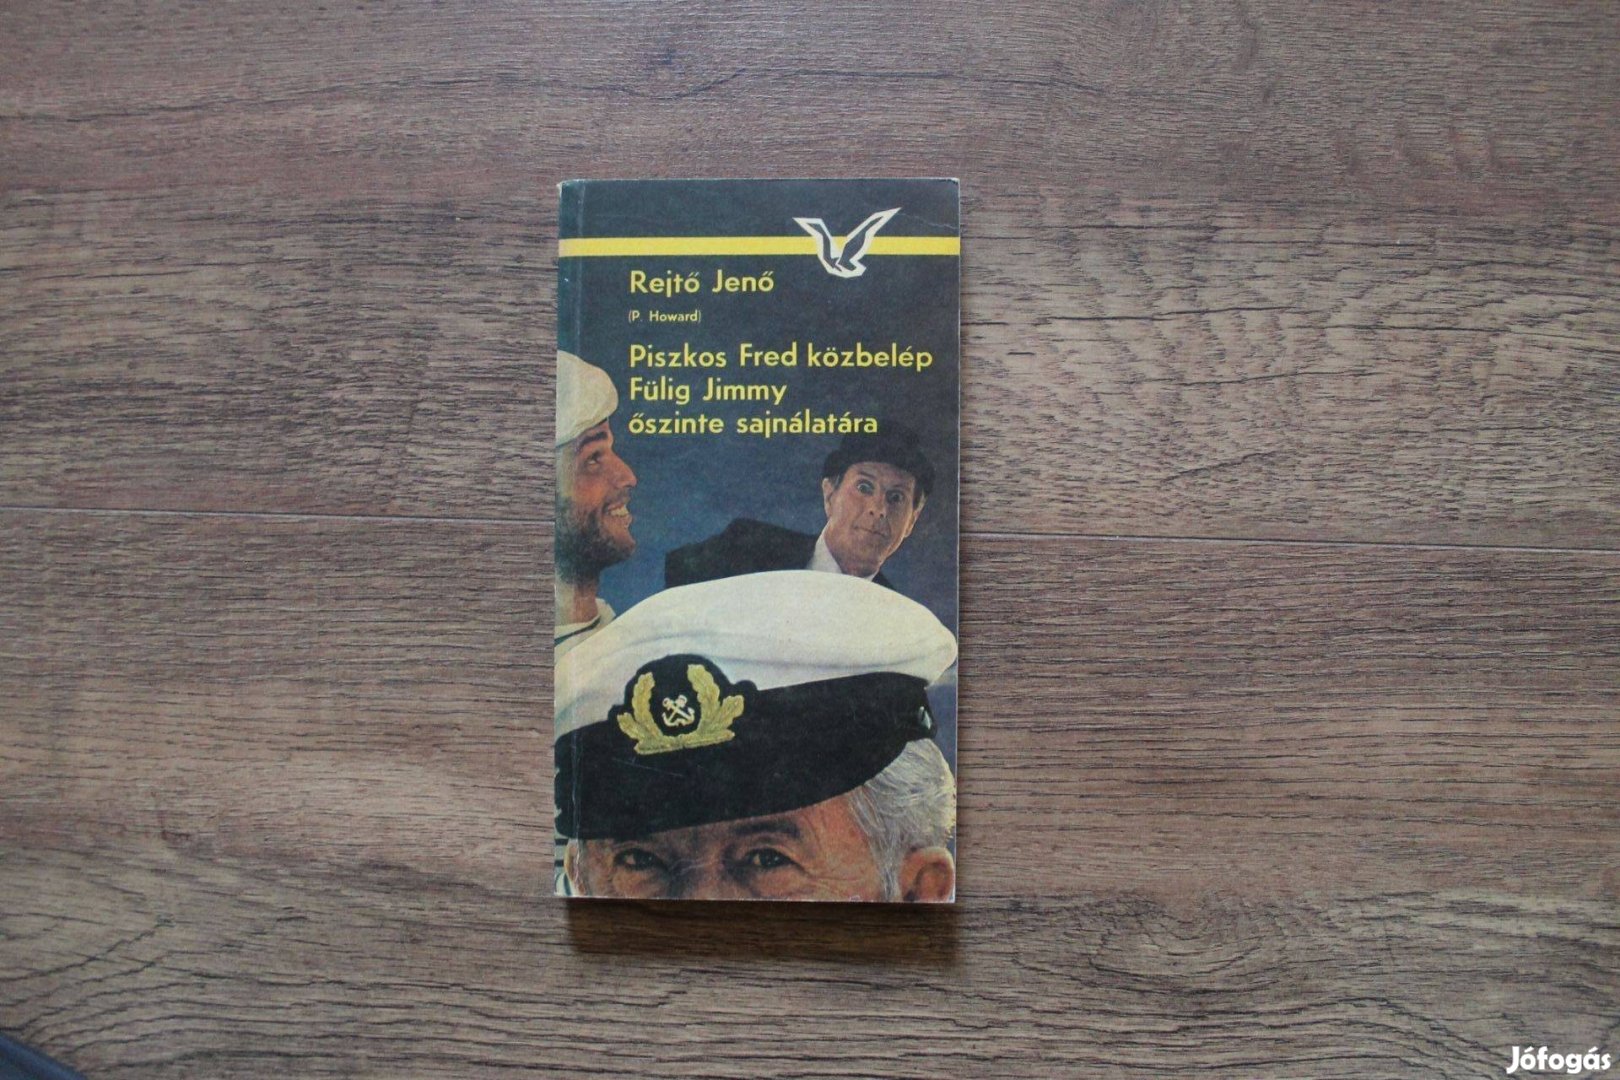 Rejtő Jenő
(P. Howard)
Piszkos Fred közbelép
Fülig Jimmy
őszinte sajnálatára
Jófogás